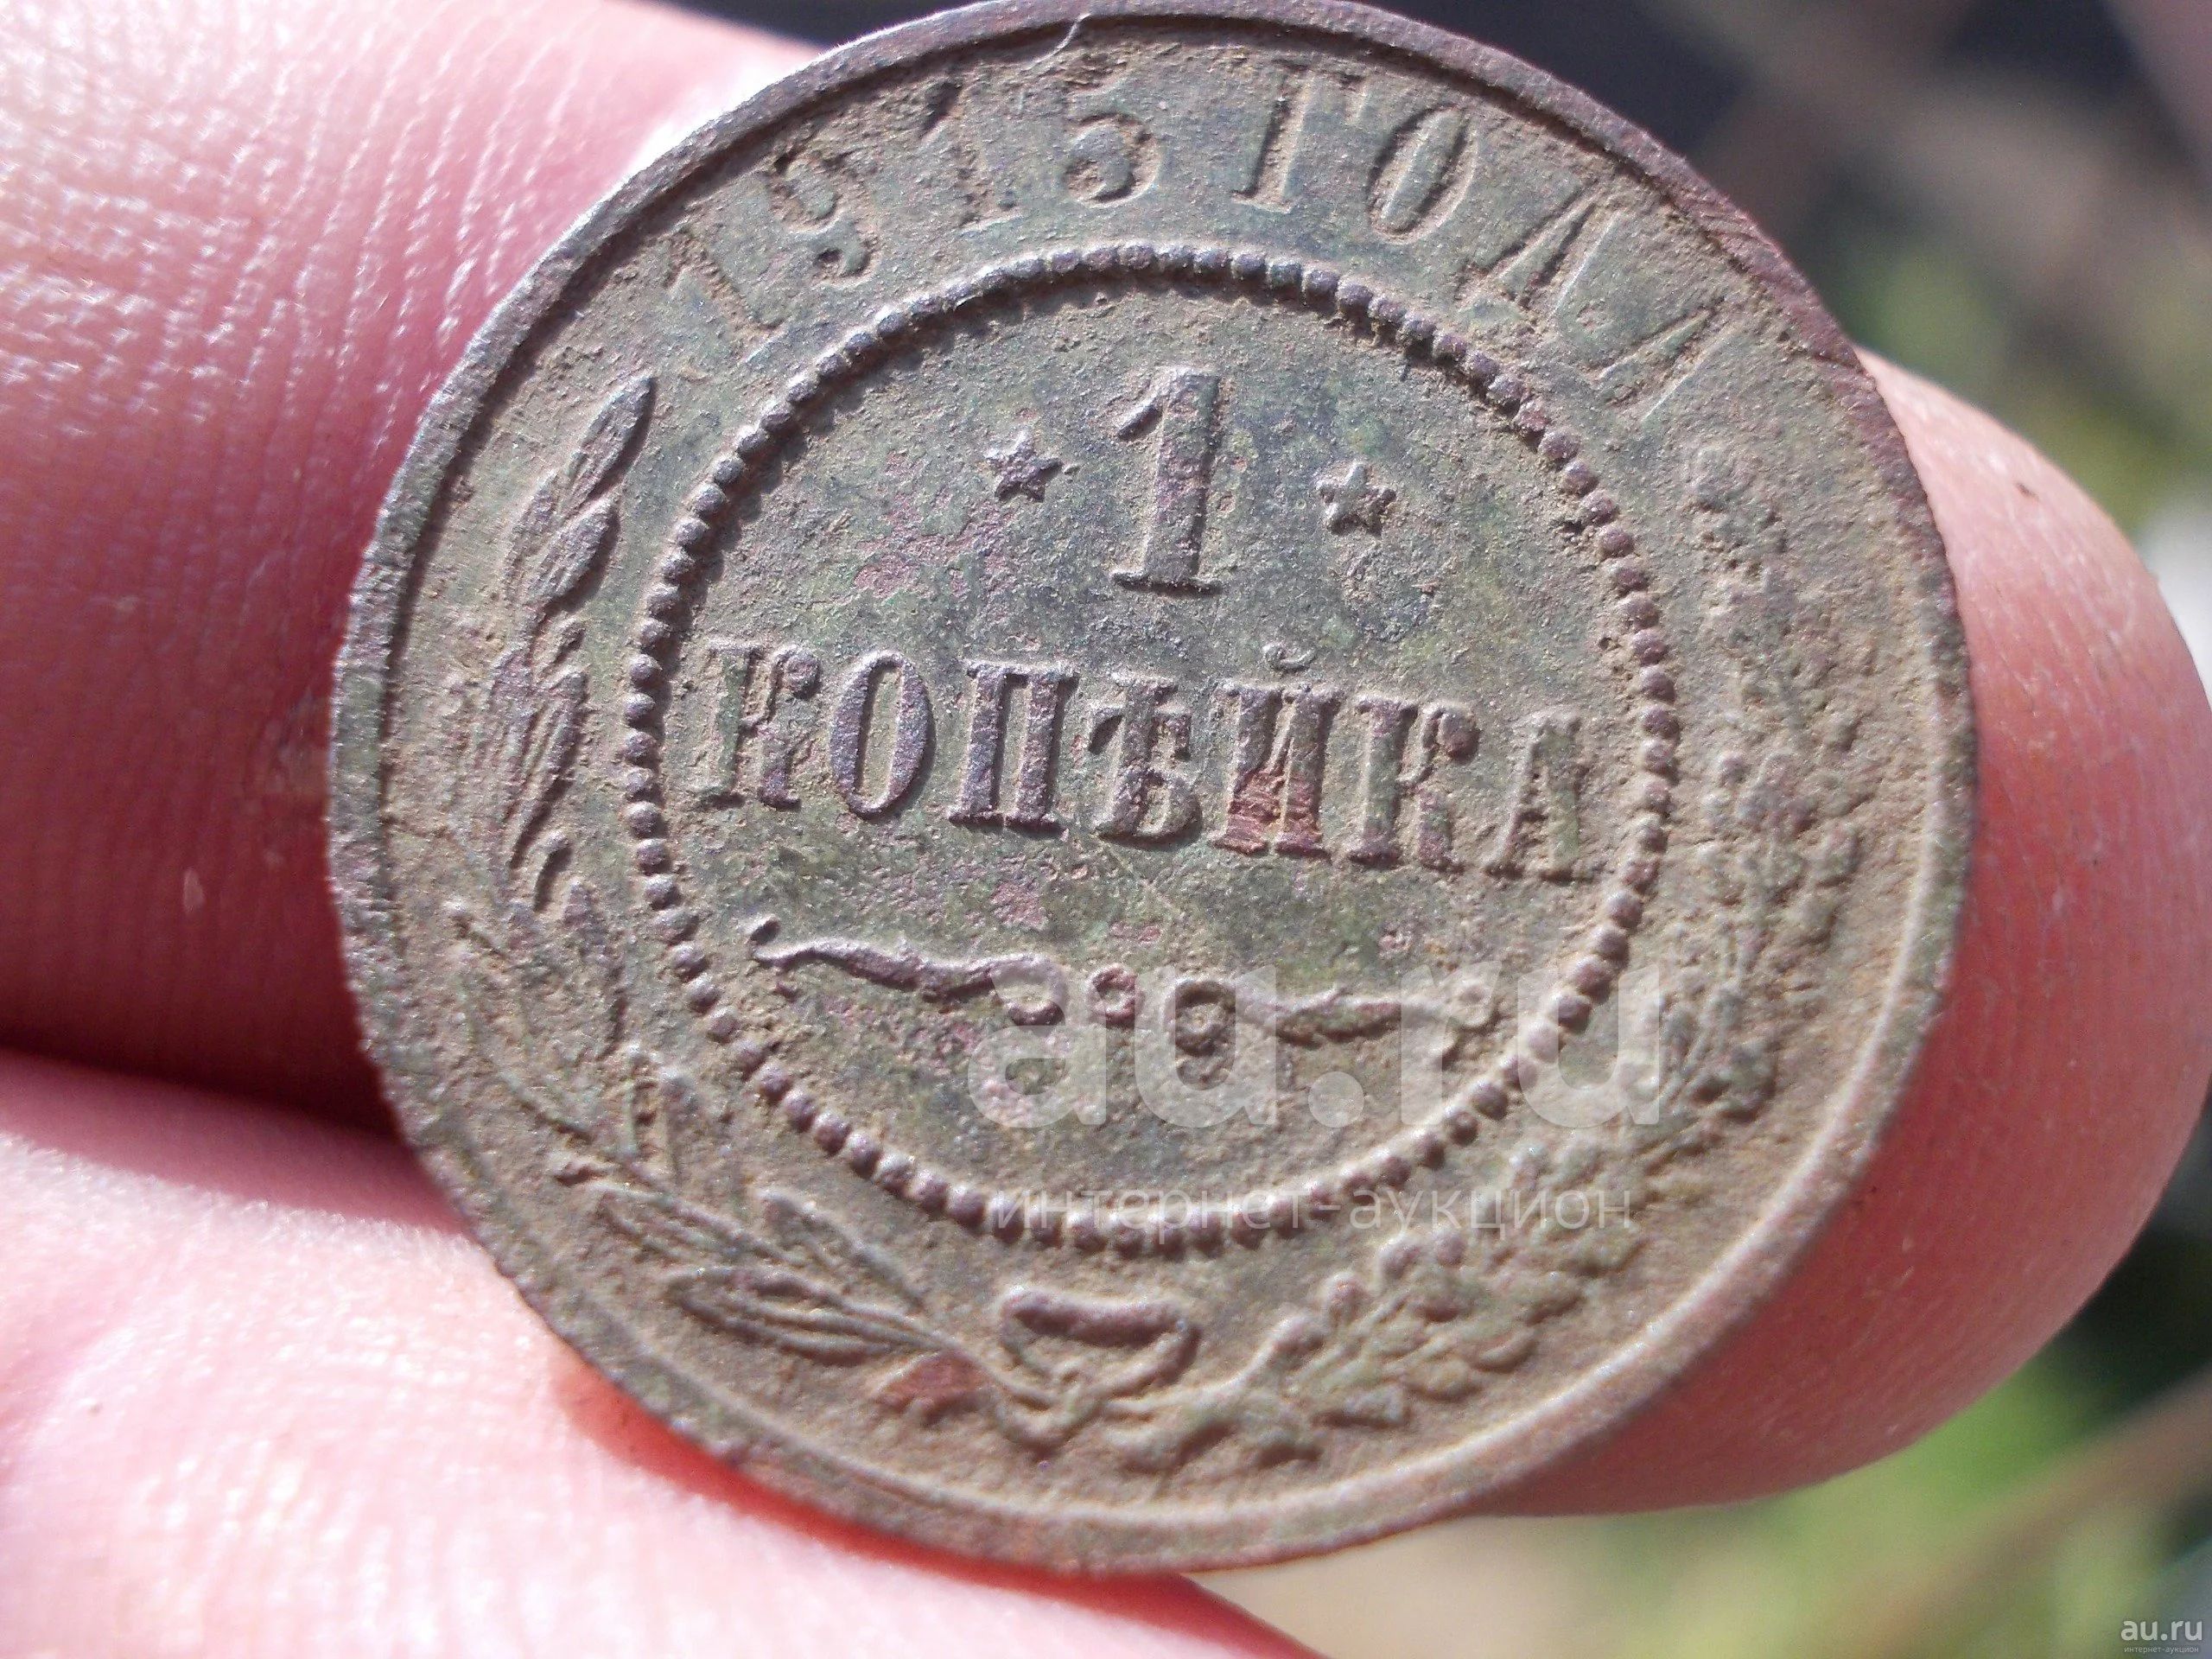 1915 ГОДА
1
КОПѢЙКА
au.ru
интернет-аукцион
au.ru
интернет-аукцион